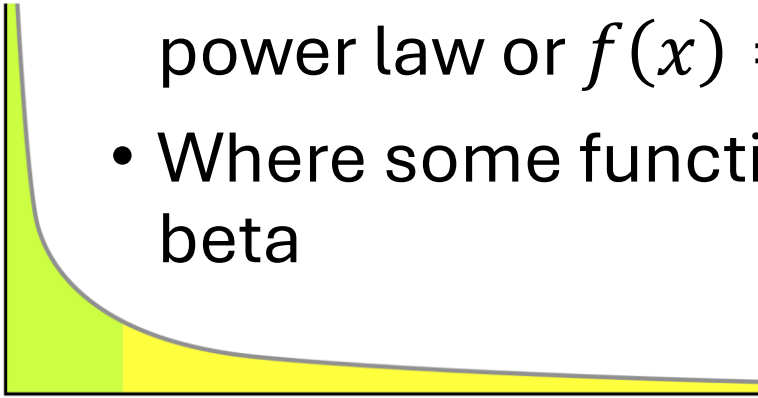 power law or f(x) =
• Where some functi
beta